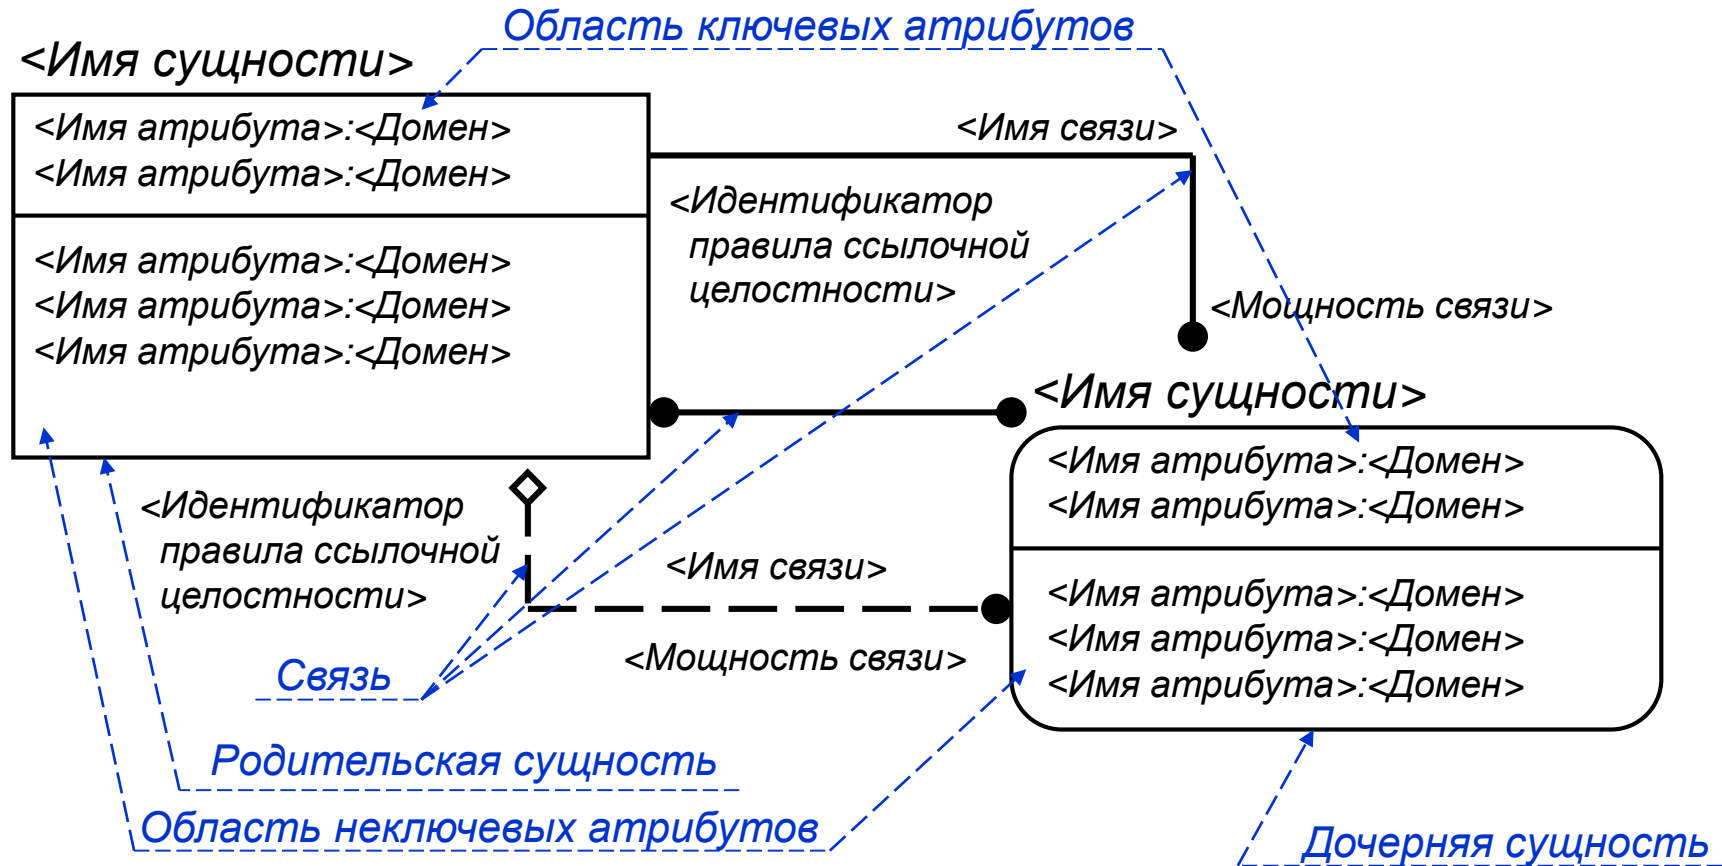 Область ключевых атрибутов
<Имя сущности>
<Имя атрибута>:<Домен>
<Имя атрибута>:<Домен>
<Имя атрибута>:<Домен>
<Имя атрибута>:<Домен>
<Имя атрибута>:<Домен>
<Имя связи>
<Идентификатор
правила ссылочной
целостности>
<Мощность связи>
<Имя сущности>
<Имя атрибута>:<Домен>
<Имя атрибута>:<Домен>
<Имя атрибута>:<Домен>
<Имя атрибута>:<Домен>
<Имя атрибута>:<Домен>
<Идентификатор
правила ссылочной
целостности>
<Имя связи>
<Мощность связи>
Связь
Родительская сущность
Область неключевых атрибутов
Дочерняя сущность